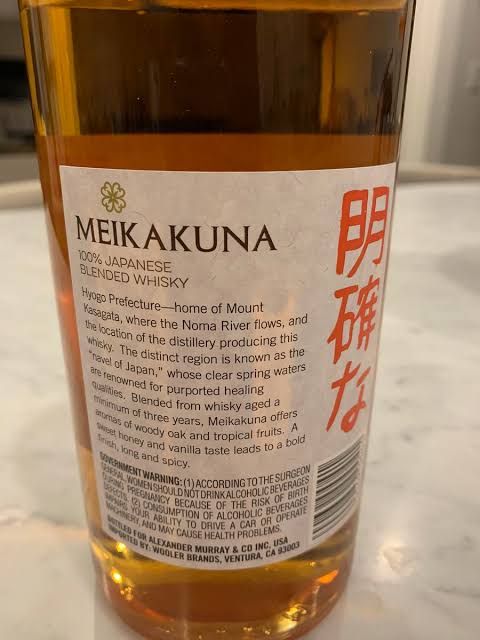 MEIKAKUNA
100% JAPANESE
BLENDED WHISKY
Hyogo Prefecture—home of Mount
Kasagata, where the Noma River flows, and
the location of the distillery producing this
whisky. The distinct region is known as the
“navel of Japan,” whose clear spring waters
are renowned for purported healing
qualities. Blended from whisky aged a
minimum of three years, Meikakuna offers
aromas of woody oak and tropical fruits. A
sweet honey and vanilla taste leads to a bold
finish, long and spicy.
GOVERNMENT WARNING: (1) ACCORDING TO THE SURGEON
GENERAL, WOMEN SHOULD NOT DRINK ALCOHOLIC BEVERAGES
DURING PREGNANCY BECAUSE OF THE RISK OF BIRTH
DEFECTS. (2) CONSUMPTION OF ALCOHOLIC BEVERAGES
IMPAIRS YOUR ABILITY TO DRIVE A CAR OR OPERATE
MACHINERY, AND MAY CAUSE HEALTH PROBLEMS.
BOTTLED FOR ALEXANDER MURRAY & CO INC. USA
IMPORTED BY: WOOLER BRANDS, VENTURA, CA 93003
明確な